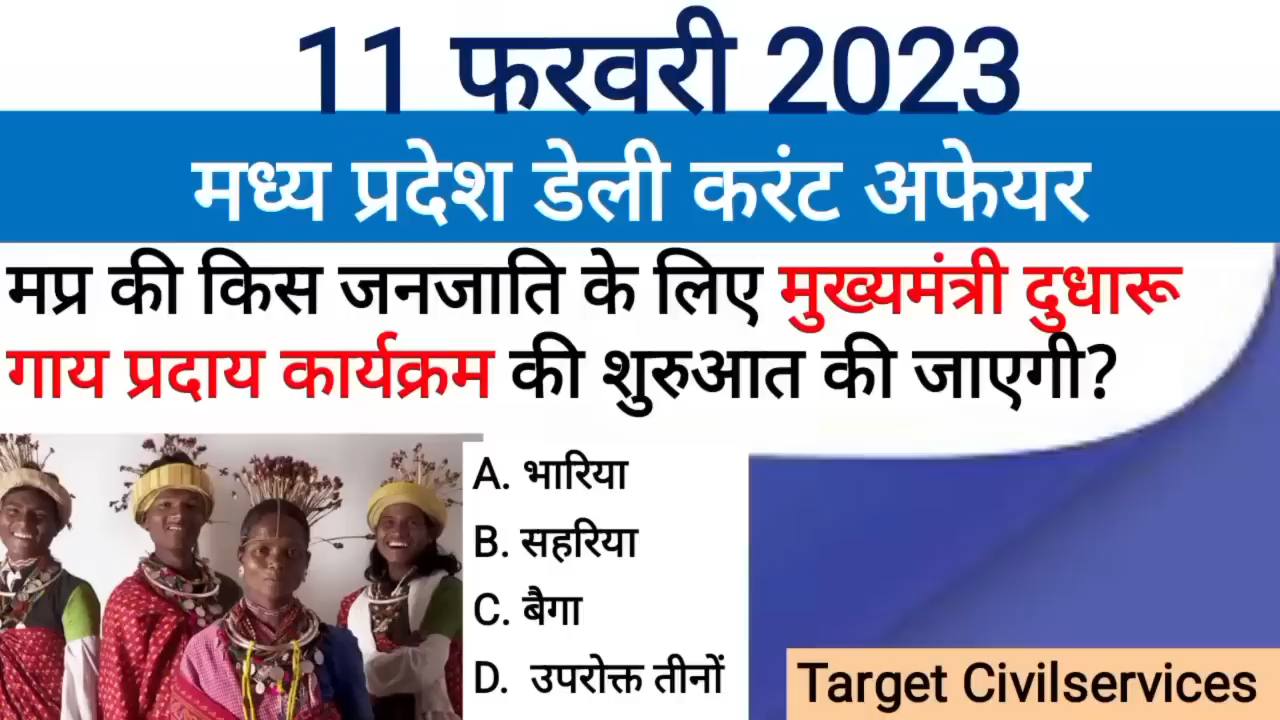 11 फरवरी 2023
मध्य प्रदेश डेली करंट अफेयर
मप्र की किस जनजाति के लिए मुख्यमंत्री दुधारू
गाय प्रदाय कार्यक्रम की शुरुआत की जाएगी?
A. भारिया
B. सहरिया
C. बैगा
D. उपरोक्त तीनों
Target Civilservices